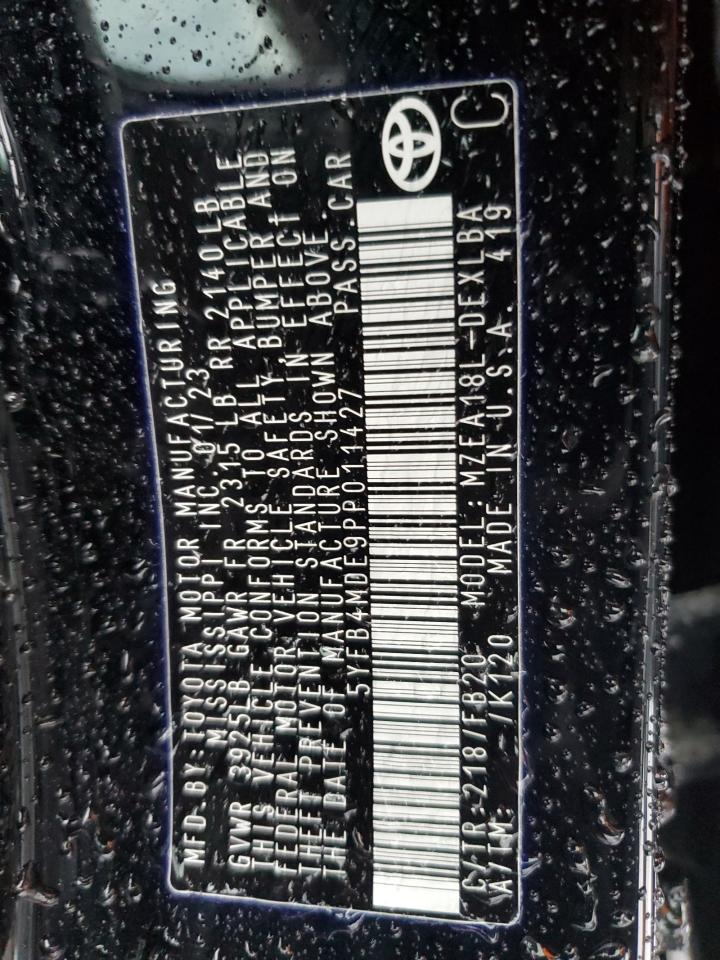 MFD.BY:TOYOTA MOTOR MANUFACTURING
MISSISSIPPI INC 01/23
GVWR 3925LB GAWR FR 2315 LB RR 2140LB
THIS VEHICLE CONFORMS TO ALL APPLICABLE
FEDERAL MOTOR VEHICLE SAFETY,BUMPER AND
THEFT PREVENTION STANDARDS IN EFFECT ON
THE DATE OF MANUFACTURE SHOWN ABOVE.
5YFB4MDE9PP011427 PASS.CAR
C/TR:218/FB20 MODEL:MZEA18L-DEXLBA
A/TM: /K120 MADE IN U.S.A. 419 C